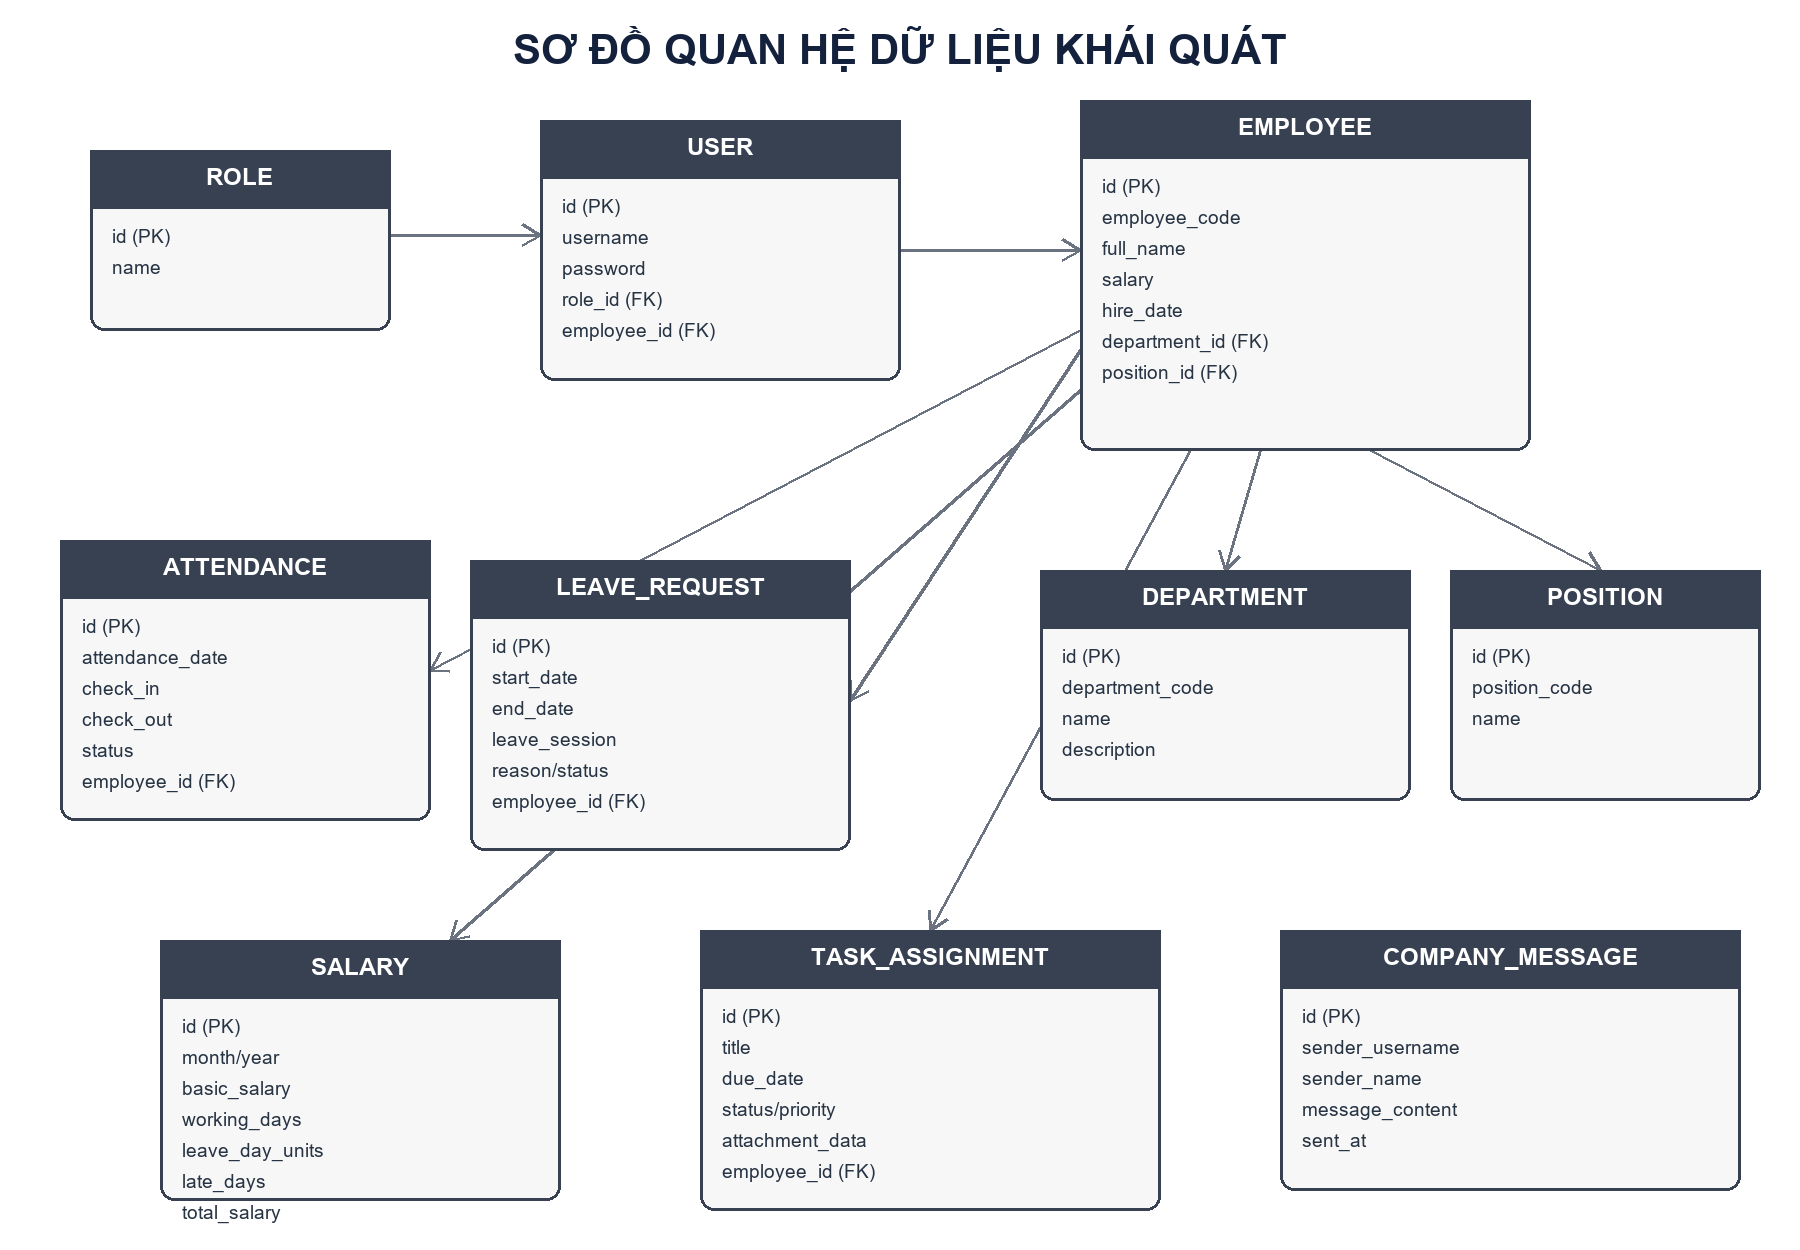 SƠ ĐỒ QUAN HỆ DỮ LIỆU KHÁI QUÁT
ROLE
id (PK)
name
USER
id (PK)
username
password
role_id (FK)
employee_id (FK)
EMPLOYEE
id (PK)
employee_code
full_name
salary
hire_date
department_id (FK)
position_id (FK)
ATTENDANCE
id (PK)
attendance_date
check_in
check_out
status
employee_id (FK)
LEAVE_REQUEST
id (PK)
start_date
end_date
leave_session
reason/status
employee_id (FK)
DEPARTMENT
id (PK)
department_code
name
description
POSITION
id (PK)
position_code
name
SALARY
id (PK)
month/year
basic_salary
working_days
leave_day_units
late_days
total_salary
TASK_ASSIGNMENT
id (PK)
title
due_date
status/priority
attachment_data
employee_id (FK)
COMPANY_MESSAGE
id (PK)
sender_username
sender_name
message_content
sent_at